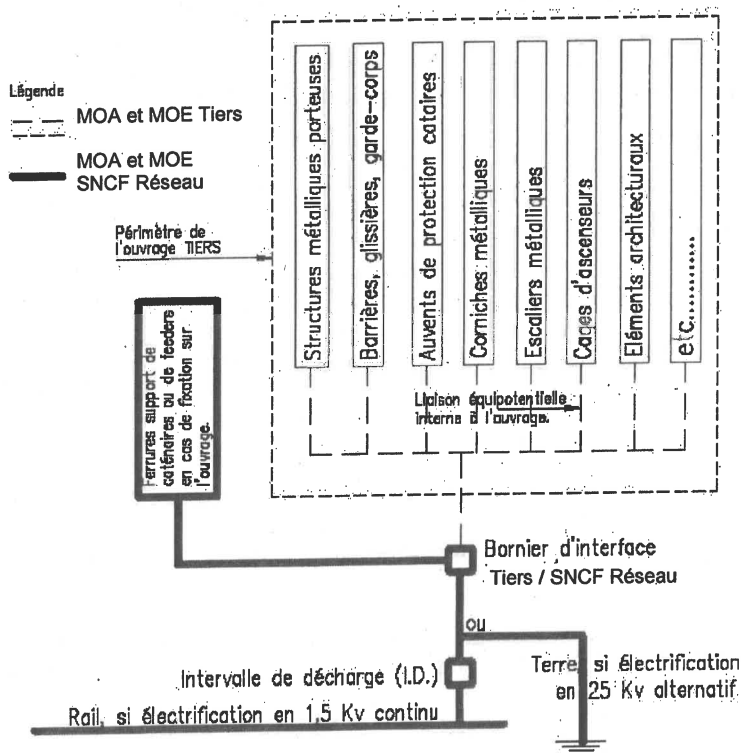 Légende
MOA et MOE Tiers
MOA et MOE
SNCF Réseau
Périmètre de
l'ouvrage TIERS
Structures métalliques porteuses
Barrières, glissières, garde-corps
Auvents de protection cataires
Corniches métalliques
Escaliers métalliques
Cages d'ascenseurs
Eléments architecturaux
etc...........
Ferrures support de
caténaires ou de feeders
en cas de fixation sur
l'ouvrage.
Liaison équipotentielle
interne à l'ouvrage.
Bornier d'interface
Tiers / SNCF Réseau
ou
Intervalle de décharge (I.D.)
Terre, si électrification
en 25 Kv alternatif
Rail, si électrification en 1,5 Kv continu